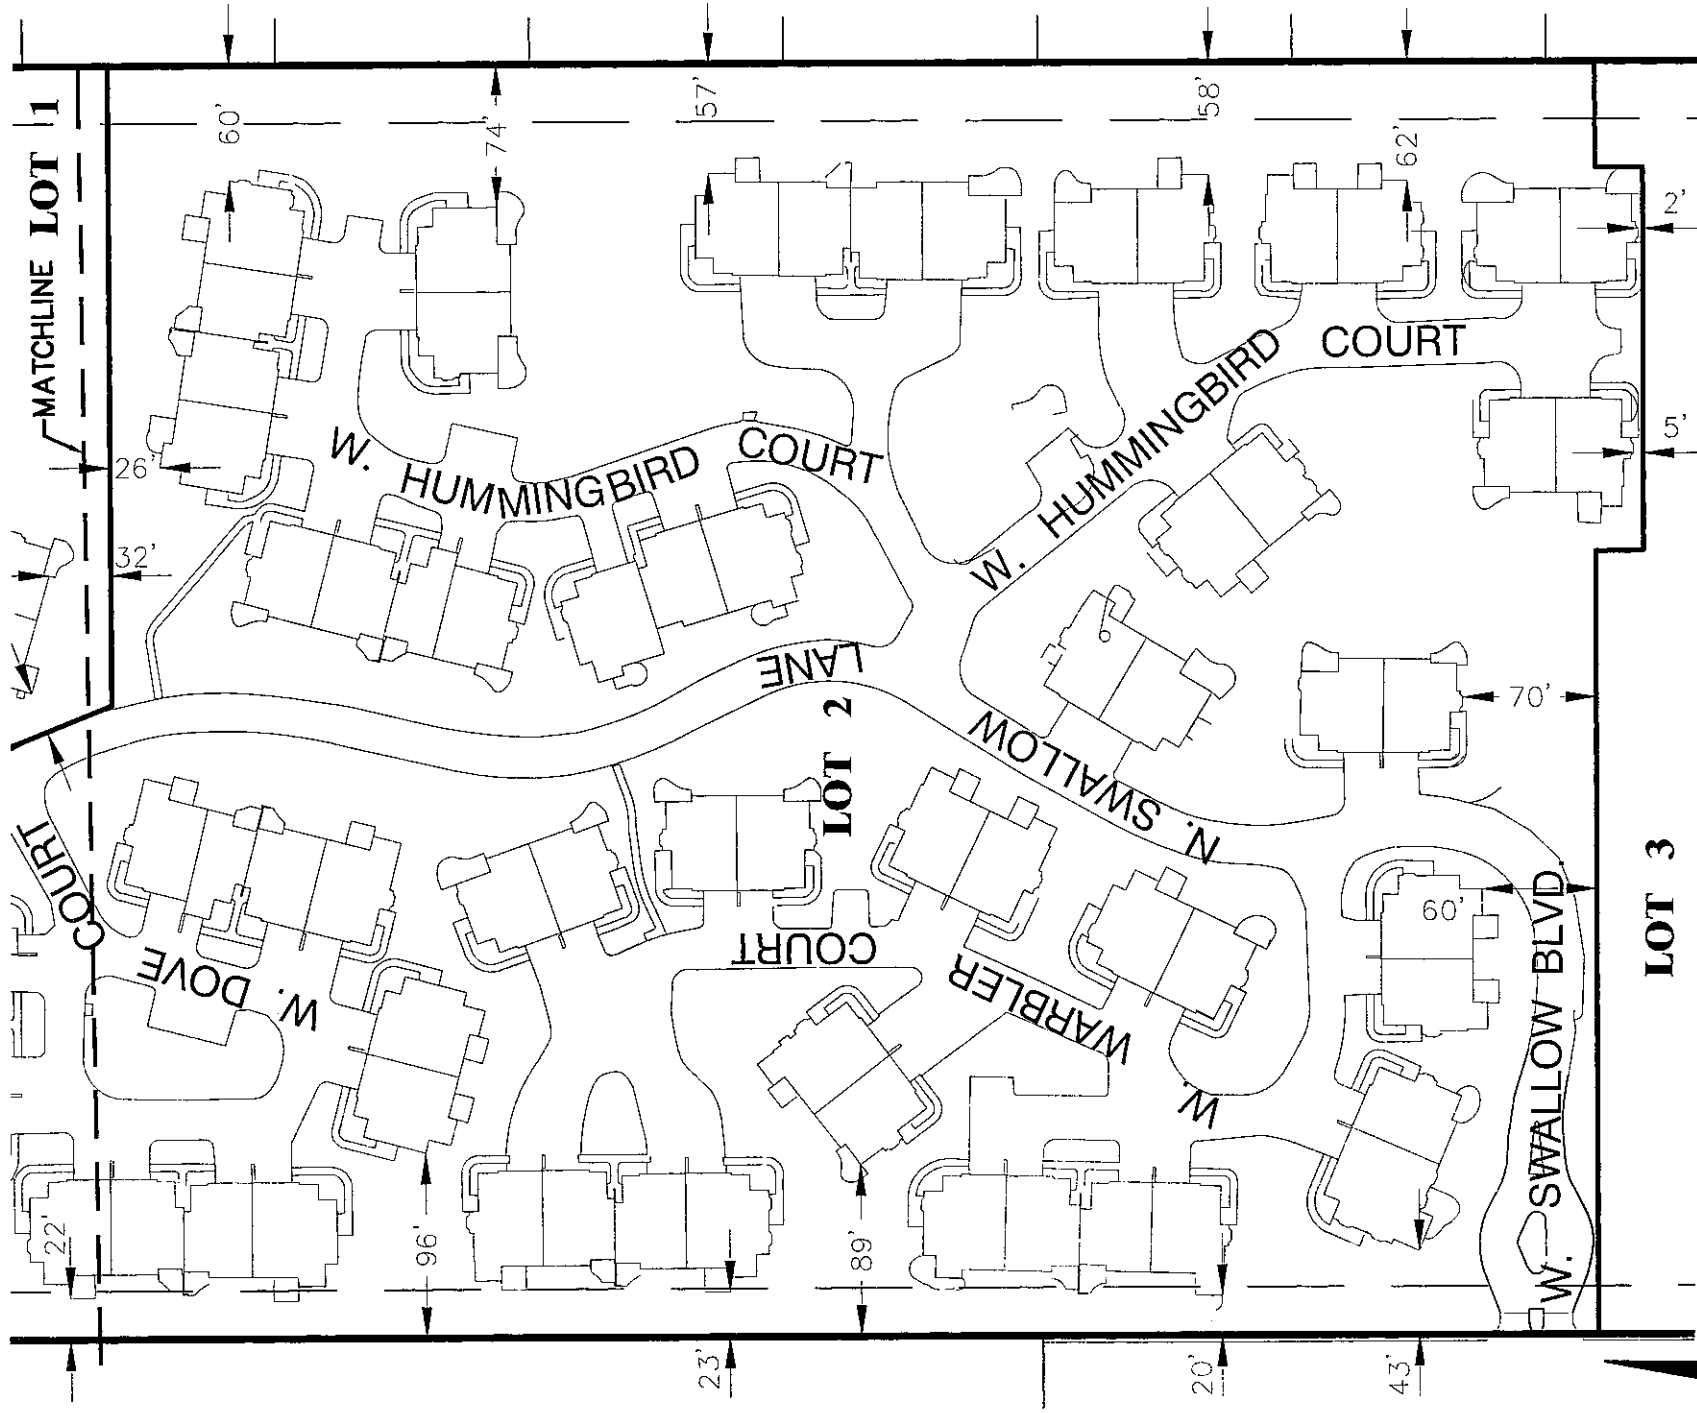 MATCHLINE
LOT 1
60'
74'
57'
58'
62'
2'
5'
26'
32'
W. HUMMINGBIRD COURT
W. HUMMINGBIRD COURT
N. SWALLOW LANE
LOT 2
70'
60'
W. DOVE COURT
W. WARBLER COURT
W. SWALLOW BLVD
LOT 3
22'
96'
23'
89'
20'
43'